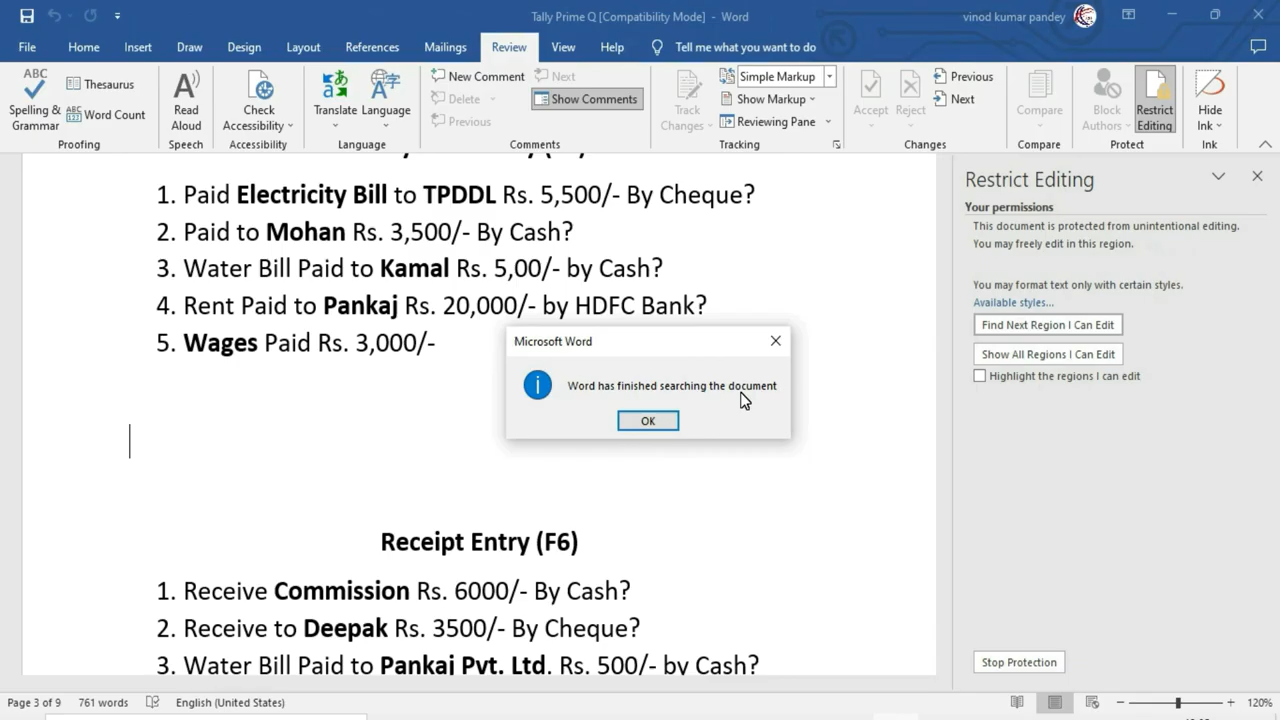 Tally Prime Q [Compatibility Mode] - Word
vinod kumar pandey
File Home Insert Draw Design Layout References Mailings Review View Help Tell me what you want to do
ABC
Spelling & Grammar
Thesaurus
ABC 123
Word Count
Proofing
Read Aloud
Speech
Check Accessibility
Accessibility
Translate
Language
Language
New Comment
Delete
Previous
Next
Show Comments
Comments
Track Changes
Simple Markup
Show Markup
Reviewing Pane
Tracking
Accept
Reject
Previous
Next
Changes
Compare
Compare
Block Authors
Restrict Editing
Protect
Hide Ink
Ink
1. Paid Electricity Bill to TPDDL Rs. 5,500/- By Cheque?
2. Paid to Mohan Rs. 3,500/- By Cash?
3. Water Bill Paid to Kamal Rs. 5,00/- by Cash?
4. Rent Paid to Pankaj Rs. 20,000/- by HDFC Bank?
5. Wages Paid Rs. 3,000/-
Microsoft Word
Word has finished searching the document
OK
Receipt Entry (F6)
1. Receive Commission Rs. 6000/- By Cash?
2. Receive to Deepak Rs. 3500/- By Cheque?
3. Water Bill Paid to Pankaj Pvt. Ltd. Rs. 500/- by Cash?
Restrict Editing
Your permissions
This document is protected from unintentional editing.
You may freely edit in this region.
You may format text only with certain styles.
Available styles...
Find Next Region I Can Edit
Show All Regions I Can Edit
Highlight the regions I can edit
Stop Protection
Page 3 of 9 761 words English (United States) 120%